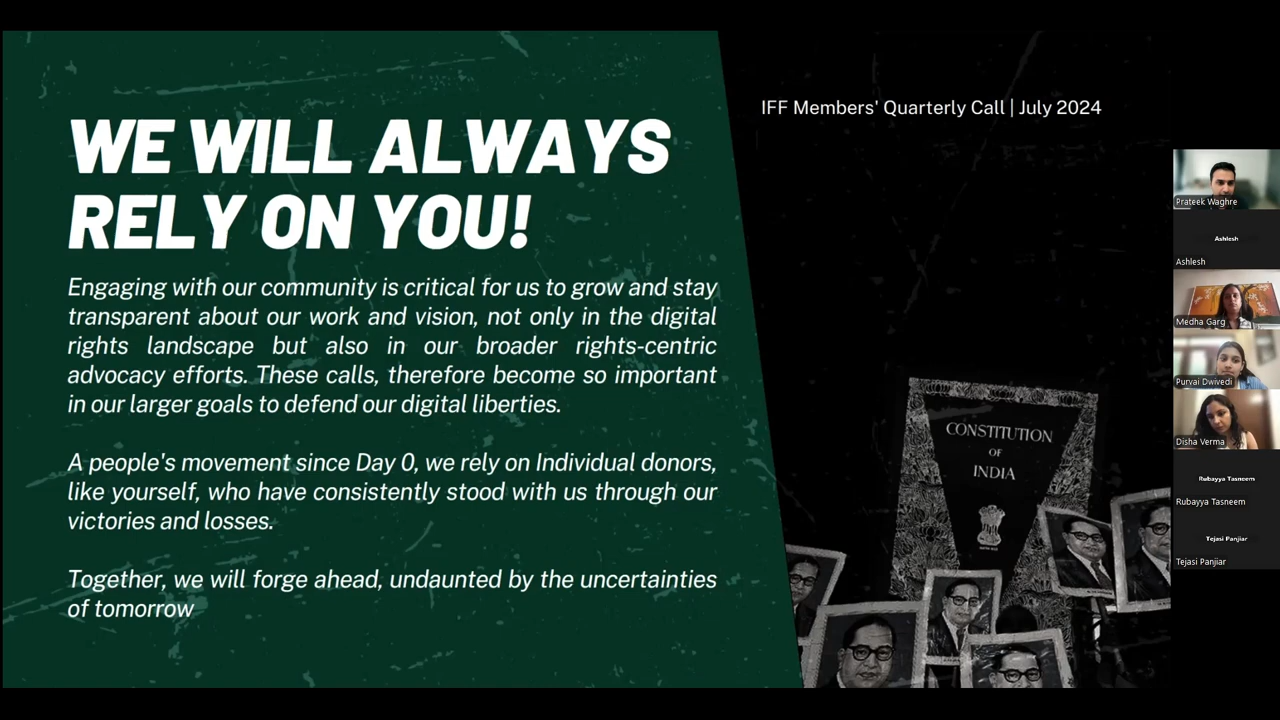 WE WILL ALWAYS
RELY ON YOU!
Engaging with our community is critical for us to grow and stay
transparent about our work and vision, not only in the digital
rights landscape but also in our broader rights-centric
advocacy efforts. These calls, therefore become so important
in our larger goals to defend our digital liberties.
A people's movement since Day 0, we rely on Individual donors,
like yourself, who have consistently stood with us through our
victories and losses.
Together, we will forge ahead, undaunted by the uncertainties
of tomorrow
IFF Members' Quarterly Call | July 2024
CONSTITUTION
OF
INDIA
Prateek Waghre
Ashlesh
Ashlesh
Medha Garg
Purvai Dwivedi
Disha Verma
Rubayya Tasneem
Rubayya Tasneem
Tejasi Panjiar
Tejasi Panjiar